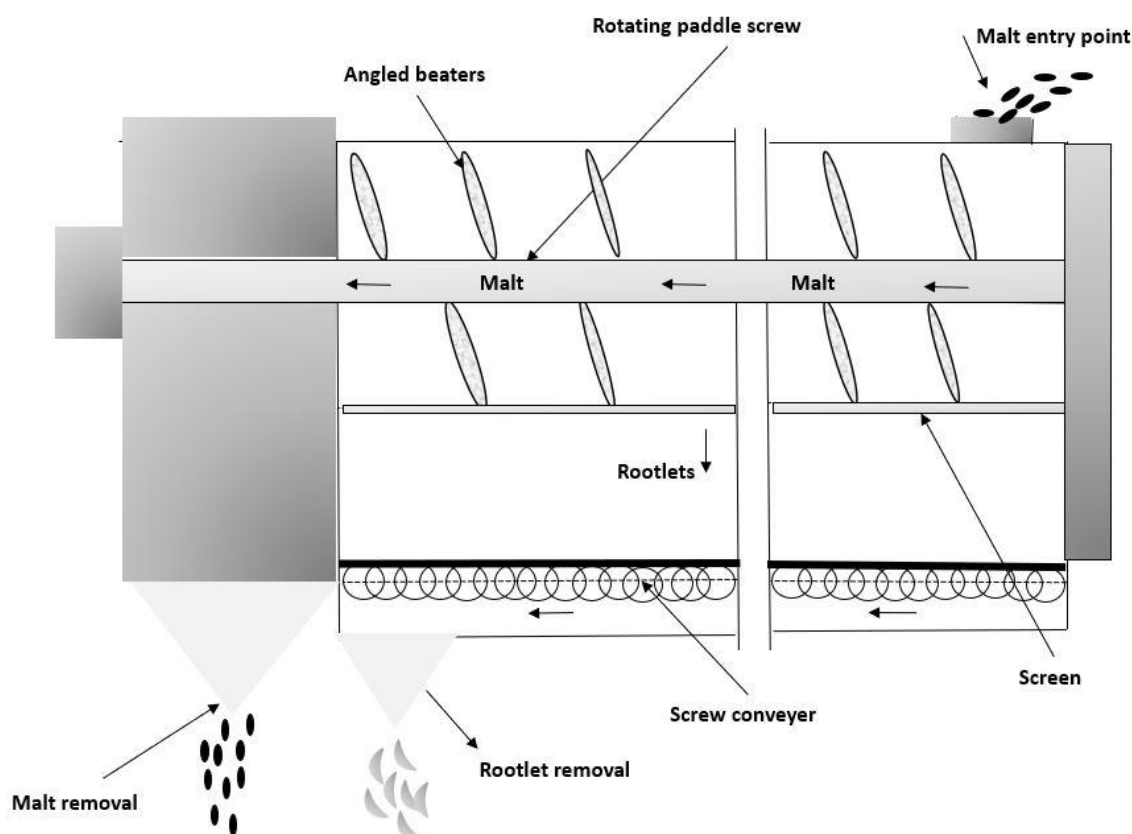 Rotating paddle screw
Malt entry point
Angled beaters
Malt
Malt
Rootlets
Screen
Screw conveyer
Rootlet removal
Malt removal